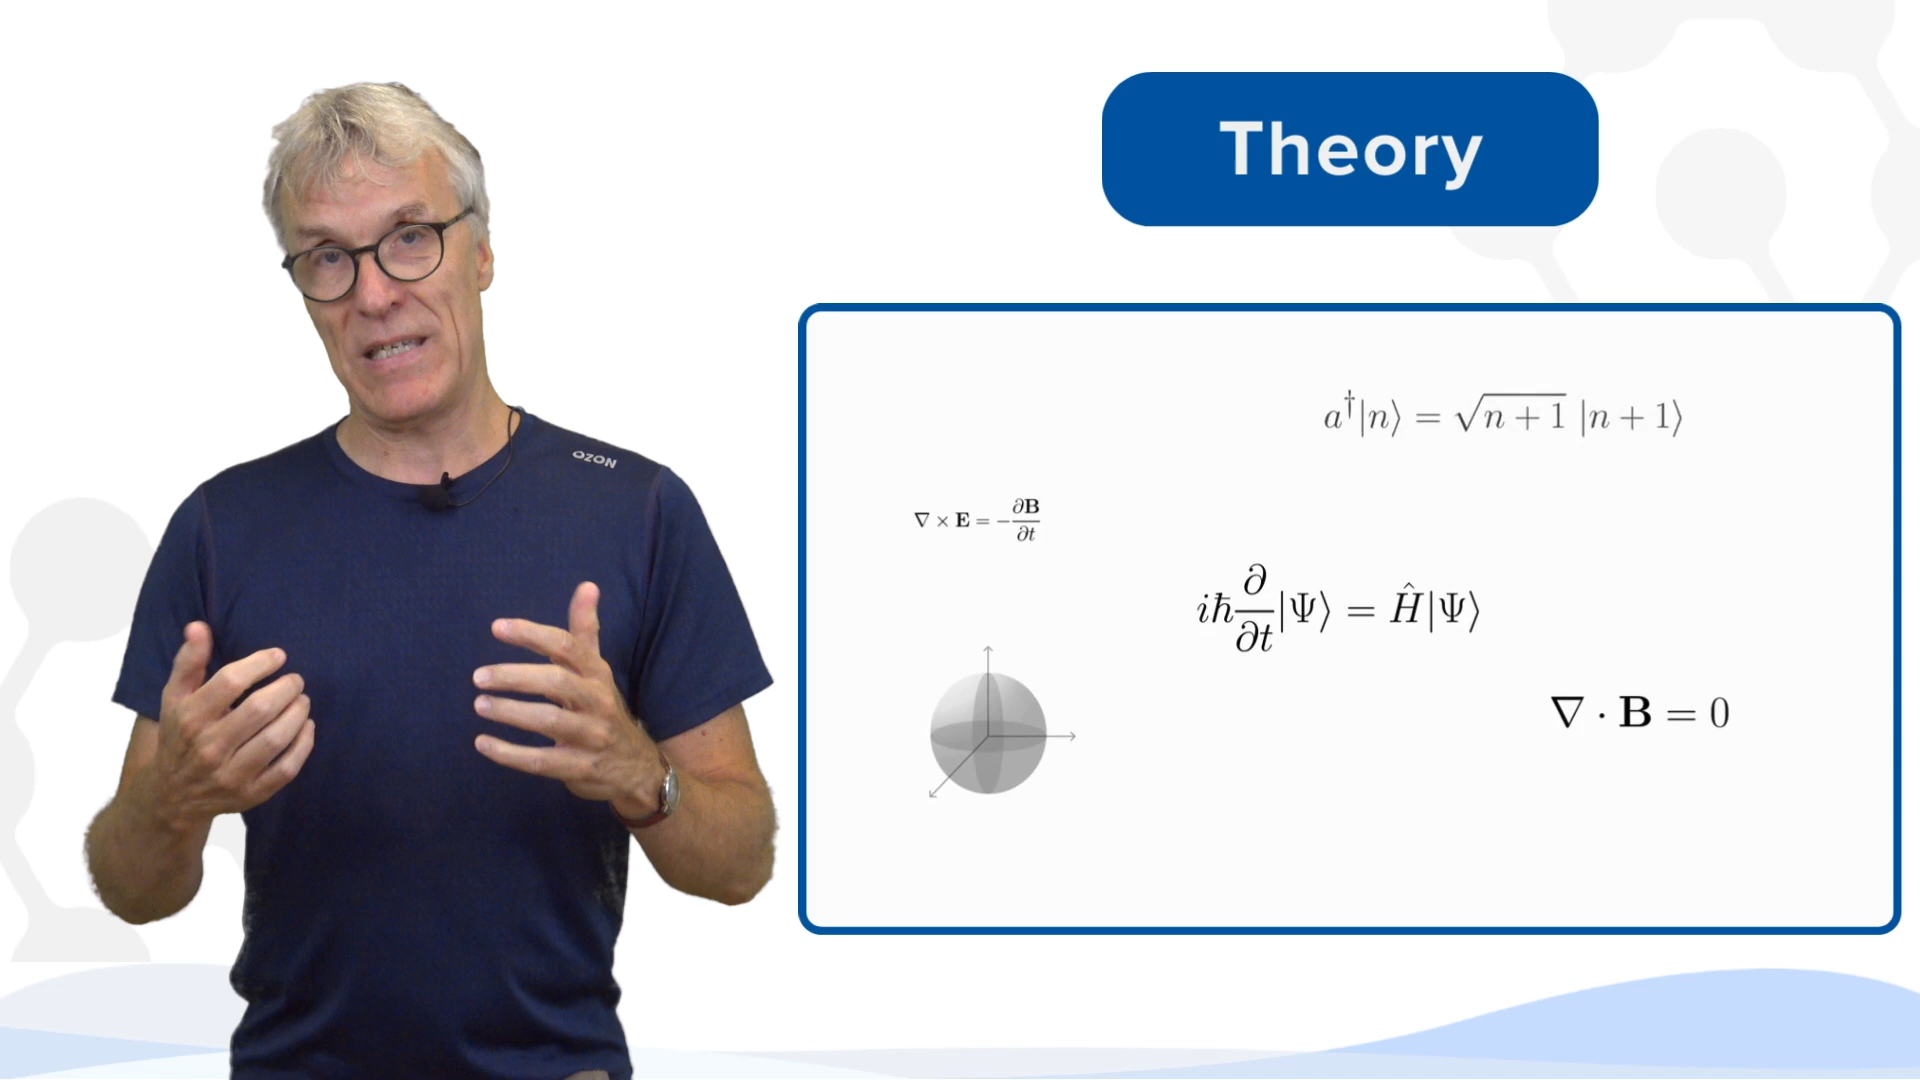 Theory
OZON
a†|n⟩ = √(n + 1) |n + 1⟩
∇ × E = −∂B/∂t
iħ ∂/∂t |Ψ⟩ = Ĥ|Ψ⟩
∇ · B = 0